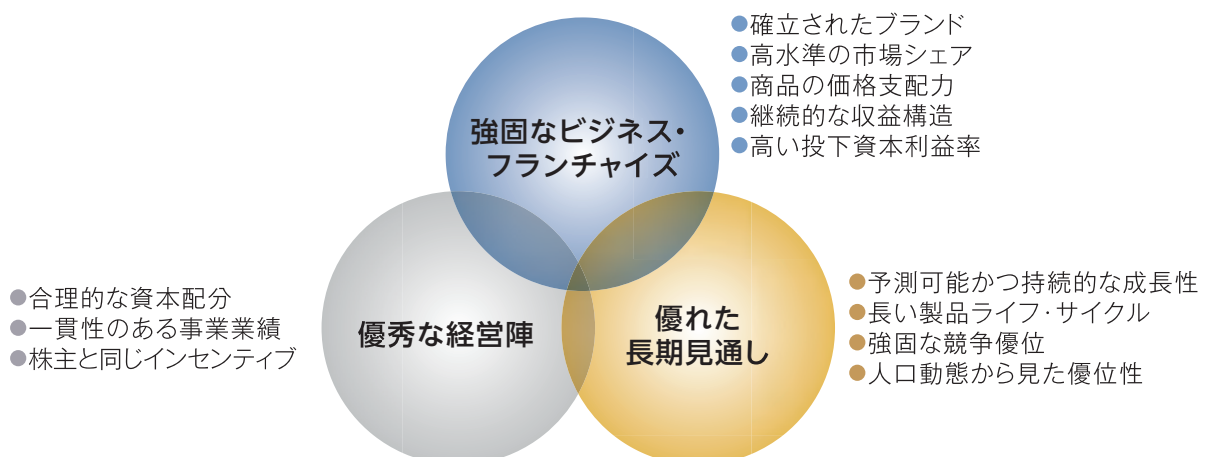 強固なビジネス・
フランチャイズ
●確立されたブランド
●高水準の市場シェア
●商品の価格支配力
●継続的な収益構造
●高い投下資本利益率
●合理的な資本配分
●一貫性のある事業業績
●株主と同じインセンティブ
優秀な経営陣
優れた
長期見通し
●予測可能かつ持続的な成長性
●長い製品ライフ・サイクル
●強固な競争優位
●人口動態から見た優位性